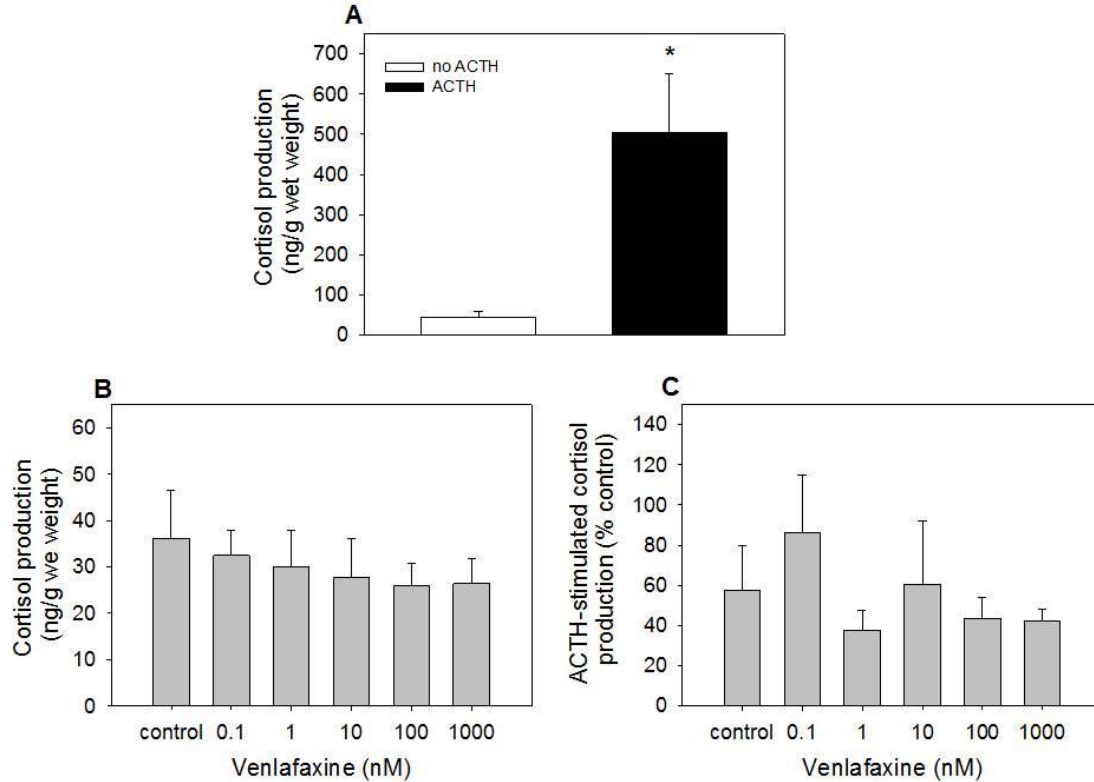 A
700
600
500
400
300
200
100
0
Cortisol production
(ng/g wet weight)
no ACTH
ACTH
*
B
60
50
40
30
20
10
0
Cortisol production
(ng/g we weight)
control 0.1 1 10 100 1000
Venlafaxine (nM)
C
140
120
100
80
60
40
20
0
ACTH-stimulated cortisol
production (% control)
control 0.1 1 10 100 1000
Venlafaxine (nM)